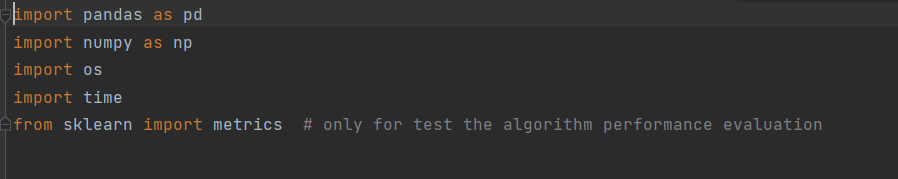 import pandas as pd
import numpy as np
import os
import time
from sklearn import metrics  # only for test the algorithm performance evaluation